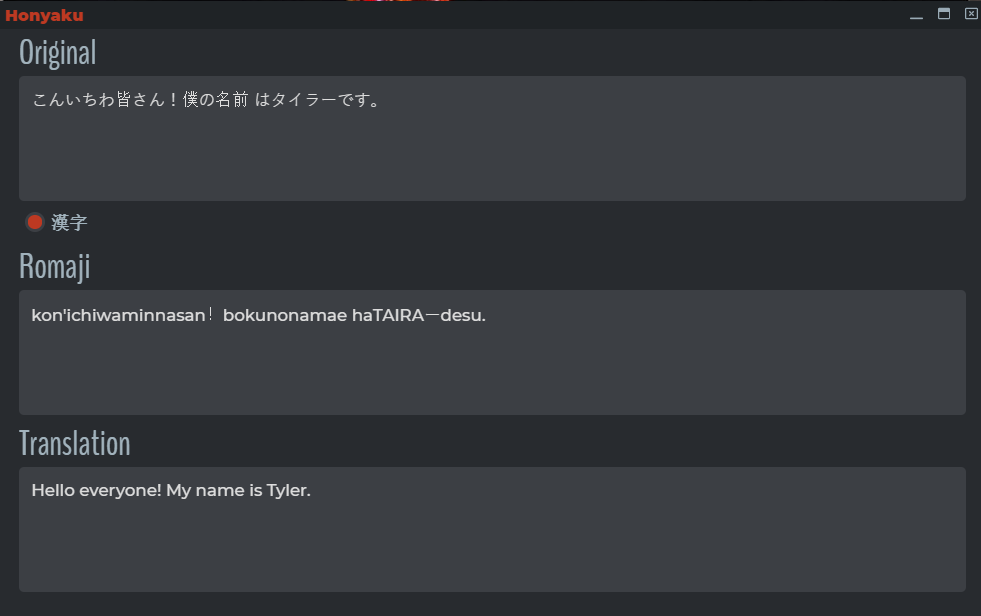 Honyaku
Original
こんいちわ皆さん！僕の名前 はタイラーです。
漢字
Romaji
kon'ichiwaminnasan！ bokunonamae haTAIRAーdesu.
Translation
Hello everyone! My name is Tyler.